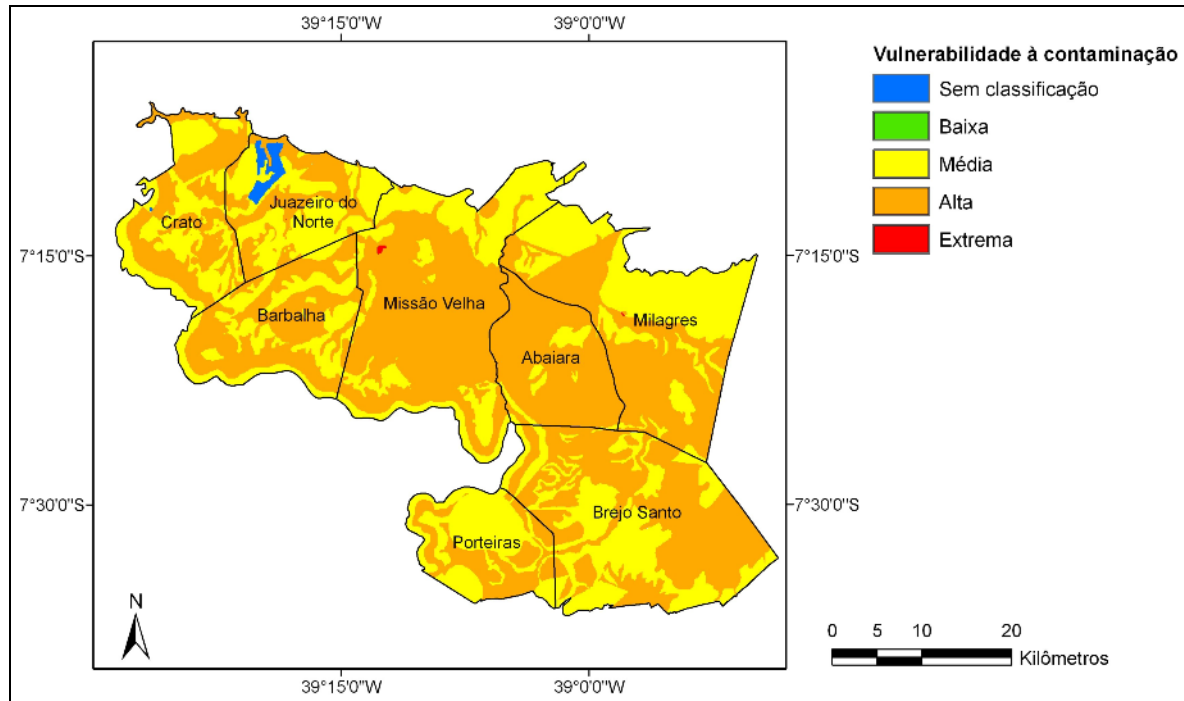 39°15'0"W 39°0'0"W
Vulnerabilidade à contaminação
Sem classificação
Baixa
Média
Alta
Extrema
Juazeiro do
Norte
Crato
7°15'0"S 7°15'0"S
Missão Velha
Barbalha
Milagres
Abaiara
7°30'0"S 7°30'0"S
Brejo Santo
Porteiras
N
0 5 10 20
Kilômetros
39°15'0"W 39°0'0"W